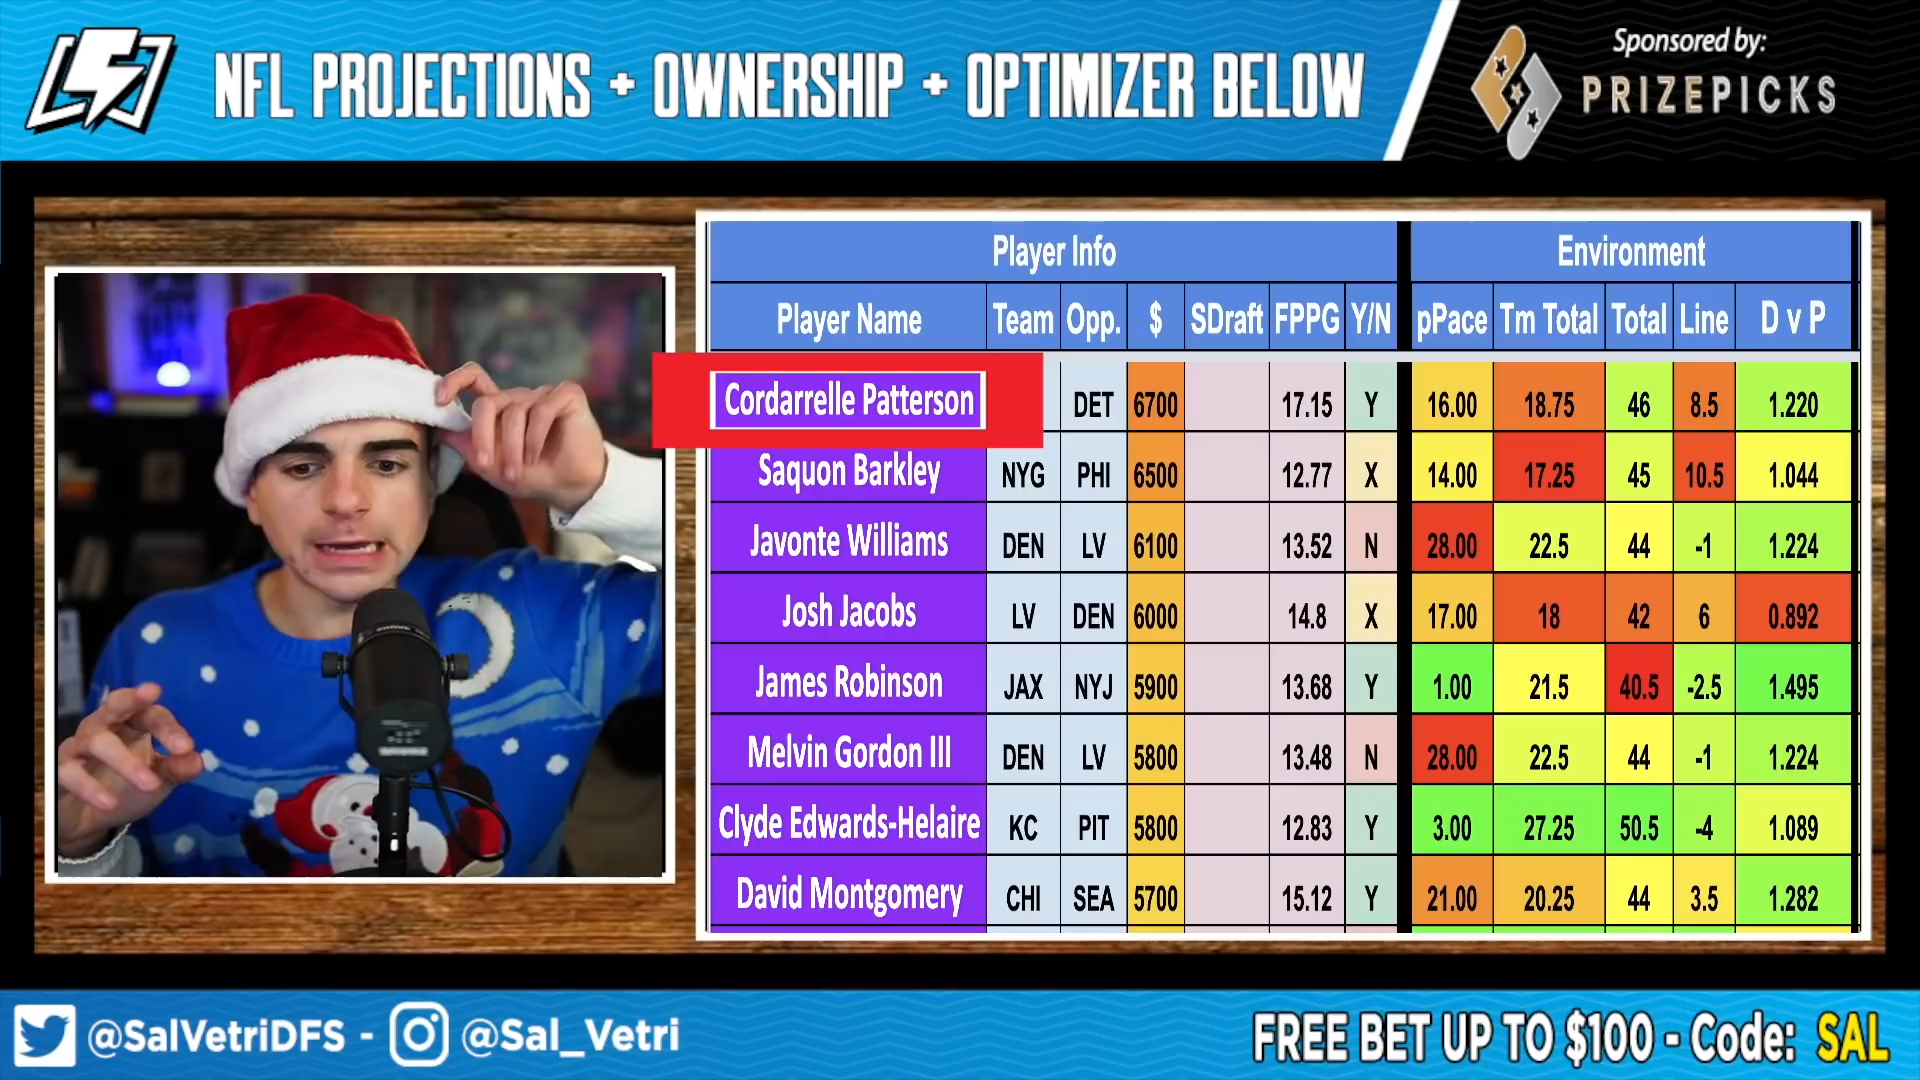 NFL PROJECTIONS + OWNERSHIP + OPTIMIZER BELOW
Sponsored by:
PRIZEPICKS
Player Info Environment
Player Name Team Opp. $ SDraft FPPG Y/N pPace Tm Total Total Line D v P
Cordarrelle Patterson DET 6700 17.15 Y 16.00 18.75 46 8.5 1.220
Saquon Barkley NYG PHI 6500 12.77 X 14.00 17.25 45 10.5 1.044
Javonte Williams DEN LV 6100 13.52 N 28.00 22.5 44 -1 1.224
Josh Jacobs LV DEN 6000 14.8 X 17.00 18 42 6 0.892
James Robinson JAX NYJ 5900 13.68 Y 1.00 21.5 40.5 -2.5 1.495
Melvin Gordon III DEN LV 5800 13.48 N 28.00 22.5 44 -1 1.224
Clyde Edwards-Helaire KC PIT 5800 12.83 Y 3.00 27.25 50.5 -4 1.089
David Montgomery CHI SEA 5700 15.12 Y 21.00 20.25 44 3.5 1.282
@SalVetriDFS - @Sal_Vetri
FREE BET UP TO $100 - Code: SAL